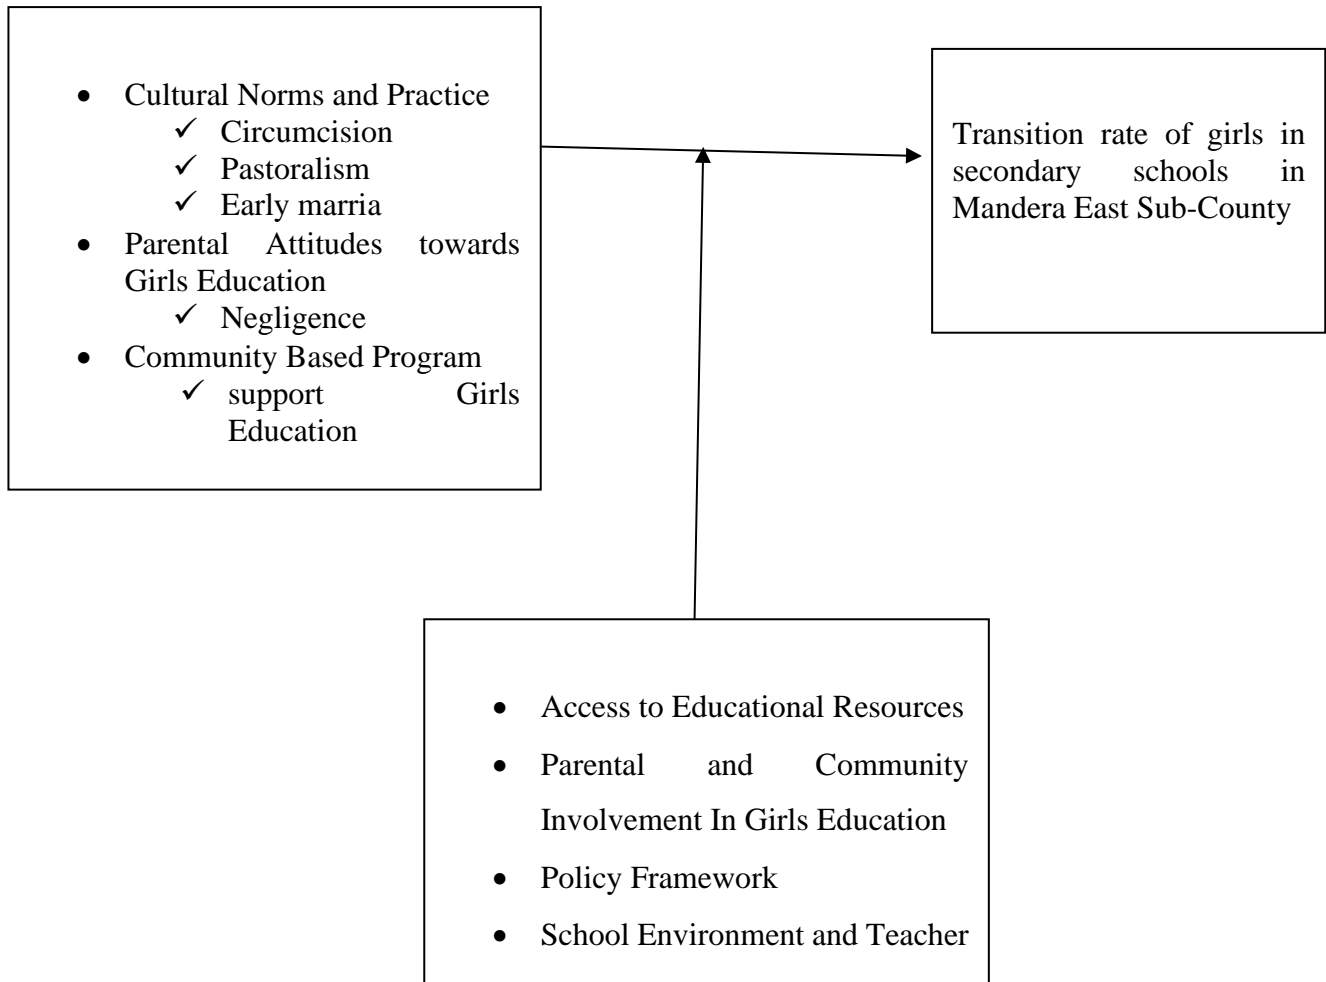 • Cultural Norms and Practice
✓ Circumcision
✓ Pastoralism
✓ Early marria
• Parental Attitudes towards
Girls Education
✓ Negligence
• Community Based Program
✓ support Girls
Education
Transition rate of girls in
secondary schools in
Mandera East Sub-County
• Access to Educational Resources
• Parental and Community
Involvement In Girls Education
• Policy Framework
• School Environment and Teacher